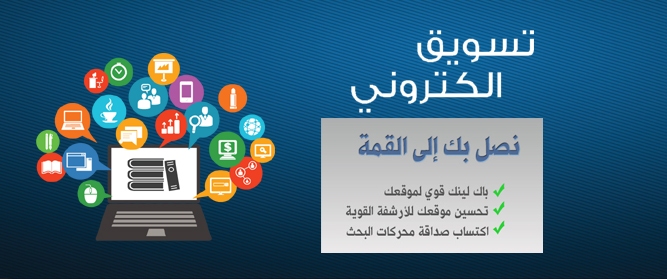 تسويق
الكتروني
نصل بك إلى القمة
باك لينك قوي لموقعك
تحسين موقعك للأرشفة القوية
اكتساب صداقة محركات البحث